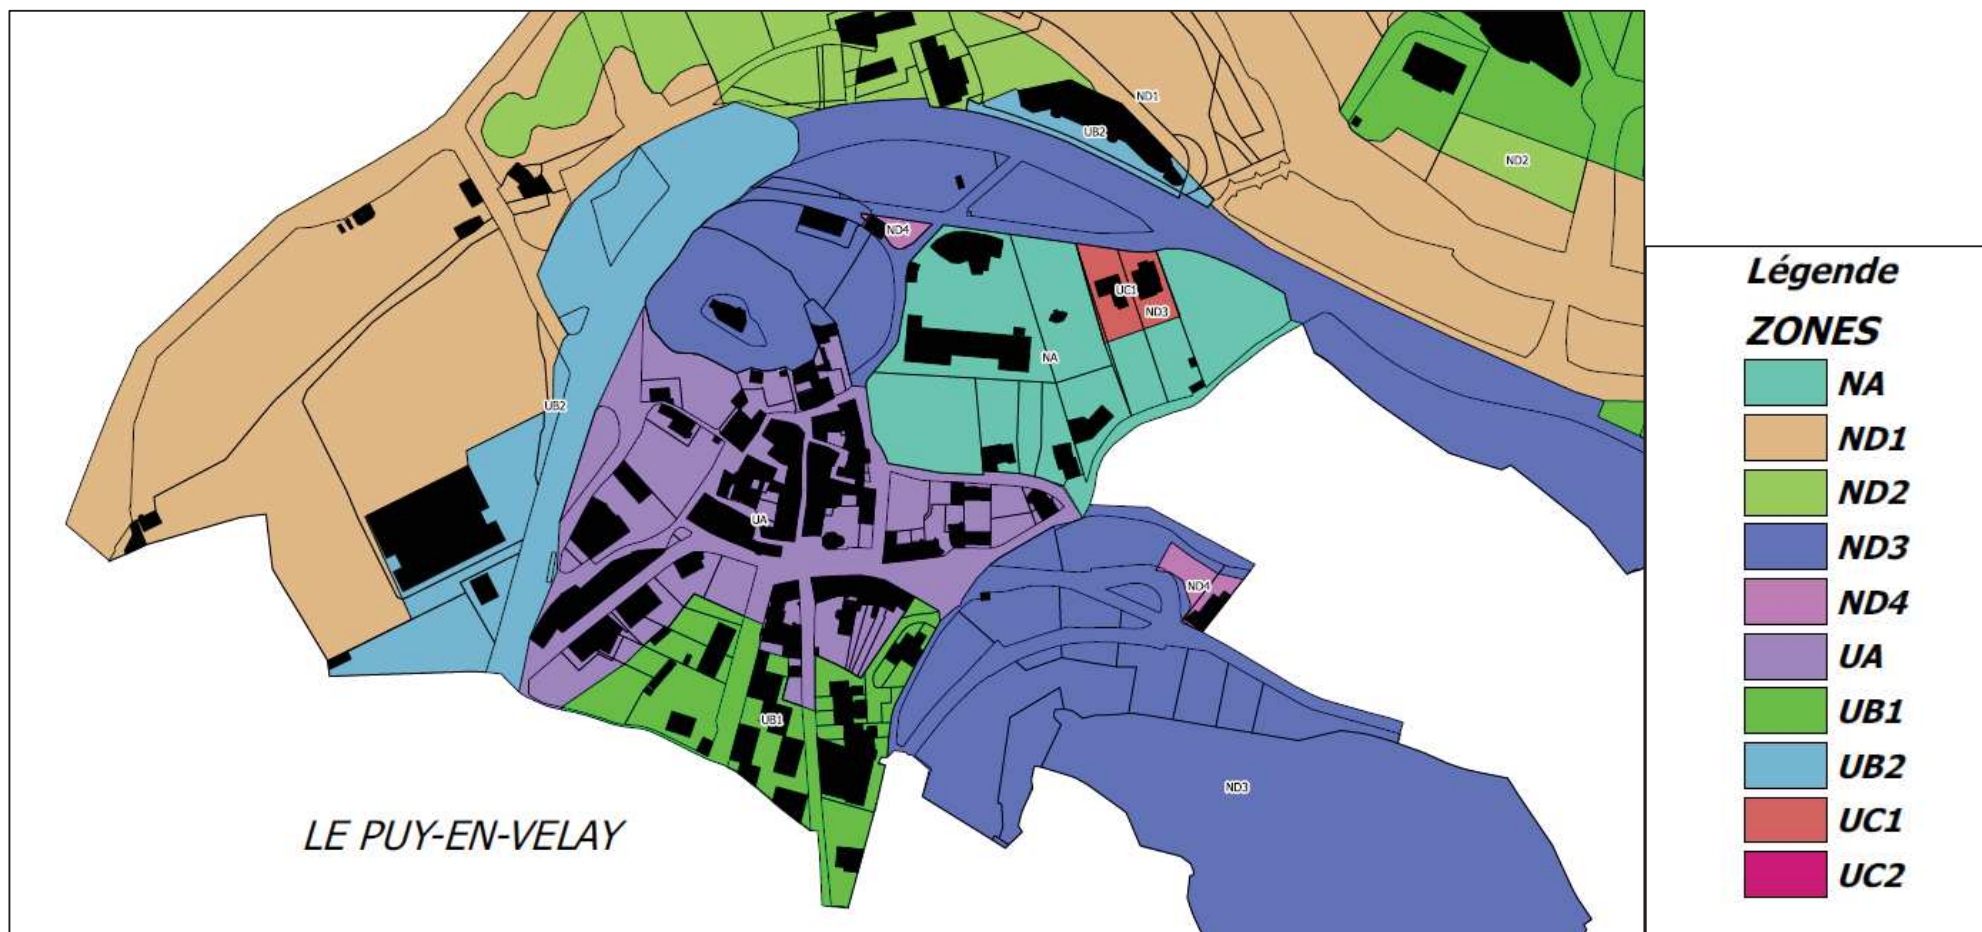 ND1
UB2
ND2
ND4
UC1
ND3
NA
UB2
UA
ND4
UB1
ND3
LE PUY-EN-VELAY
Légende
ZONES
NA
ND1
ND2
ND3
ND4
UA
UB1
UB2
UC1
UC2